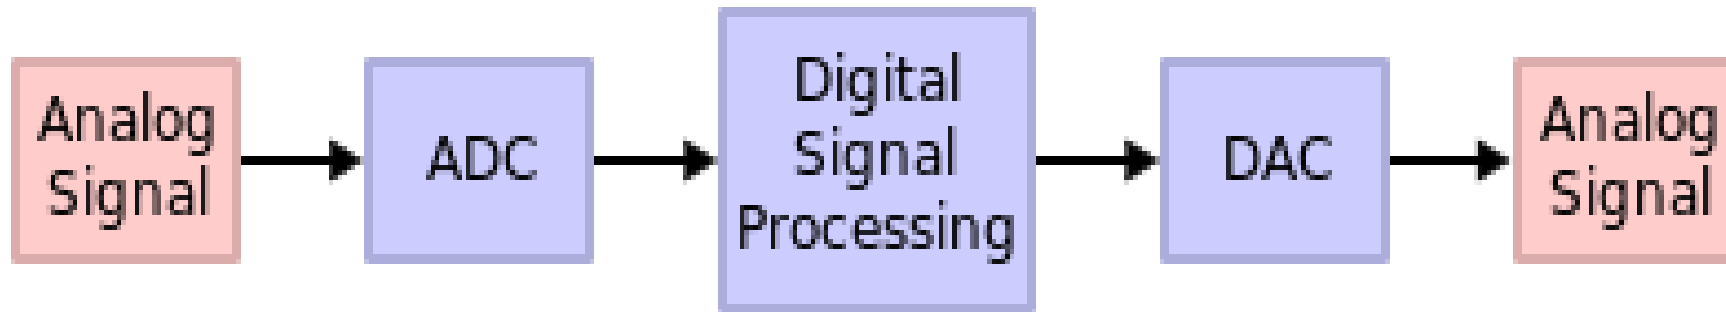 Analog
Signal
ADC
Digital
Signal
Processing
DAC
Analog
Signal